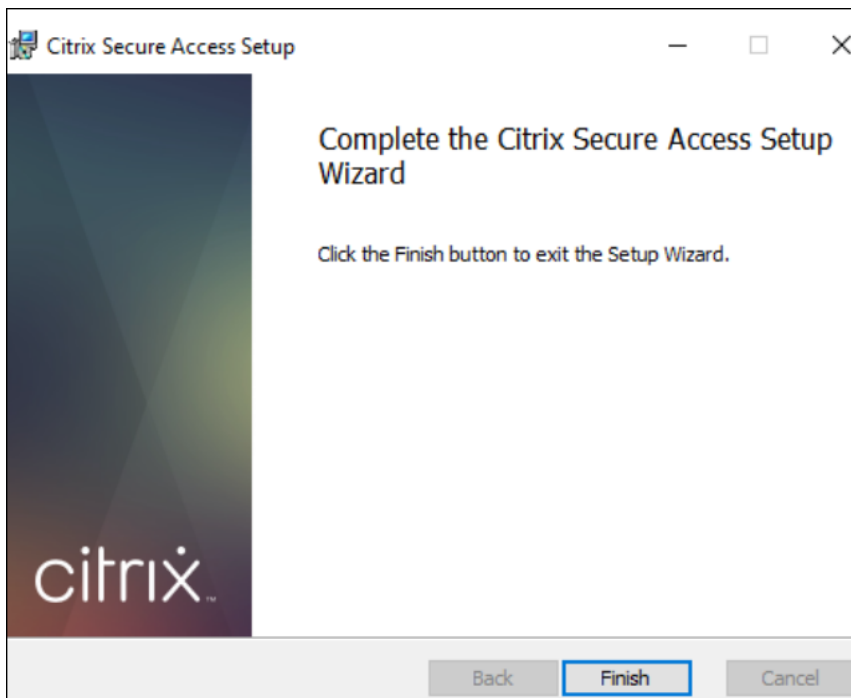 Citrix Secure Access Setup
Complete the Citrix Secure Access Setup
Wizard
Click the Finish button to exit the Setup Wizard.
citrix™
Back
Finish
Cancel